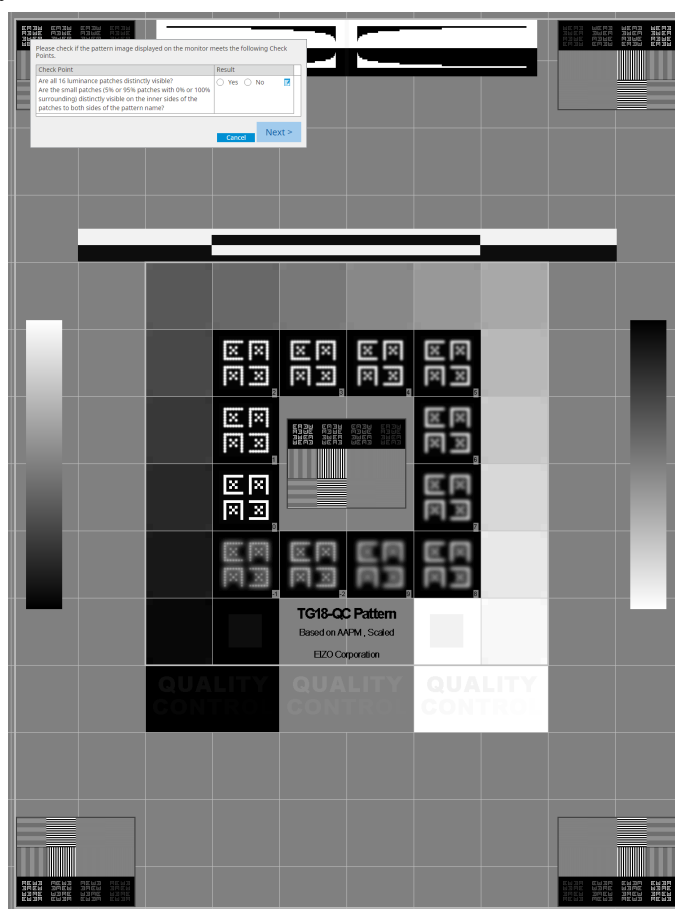 Please check if the pattern image displayed on the monitor meets the following Check
Points.
Check Point Result
Are all 16 luminance patches distinctly visible?
Yes No
Are the small patches (5% or 95% patches with 0% or 100%
surrounding) distinctly visible on the inner sides of the
patches to both sides of the pattern name?
Next >
Cancel
TG18-QC Pattern
Based on AAPM , Scaled
EIZO Corporation
QUALITY QUALITY QUALITY
CONTROL CONTROL CONTROL